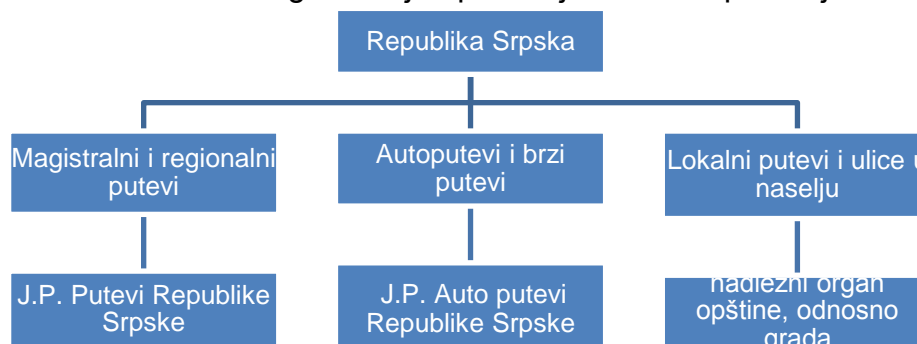 Republika Srpska
Magistralni i regionalni
putevi
Autoputevi i brzi
putevi
Lokalni putevi i ulice u
naselju
J.P. Putevi Republike
Srpske
J.P. Auto putevi
Republike Srpske
nadležni organ
opštine, odnosno
grada